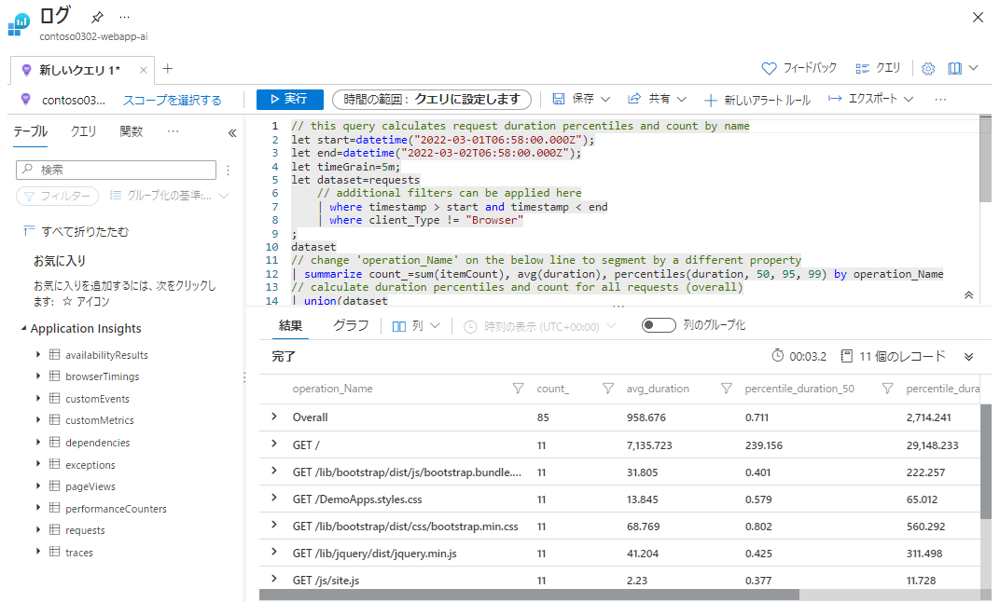 ログ
contoso0302-webapp-ai
新しいクエリ 1*
フィードバック
クエリ
contoso03...
スコープを選択する
実行
時間の範囲 : クエリに設定します
保存
共有
新しいアラート ルール
エクスポート
テーブル
クエリ
関数
検索
フィルター
グループ化の基準:...
すべて折りたたむ
お気に入り
お気に入りを追加するには、次をクリックし
ます: ☆ アイコン
Application Insights
availabilityResults
browserTimings
customEvents
customMetrics
dependencies
exceptions
pageViews
performanceCounters
requests
traces
1 // this query calculates request duration percentiles and count by name
2 let start=datetime("2022-03-01T06:58:00.000Z");
3 let end=datetime("2022-03-02T06:58:00.000Z");
4 let timeGrain=5m;
5 let dataset=requests
6 // additional filters can be applied here
7 | where timestamp > start and timestamp < end
8 | where client_Type != "Browser"
9 ;
10 dataset
11 // change 'operation_Name' on the below line to segment by a different property
12 | summarize count_=sum(itemCount), avg(duration), percentiles(duration, 50, 95, 99) by operation_Name
13 // calculate duration percentiles and count for all requests (overall)
14 | union(dataset
結果 グラフ 列 時刻の表示 (UTC+00:00) 列のグループ化
完了 00:03.2 11 個のレコード
operation_Name count_ avg_duration percentile_duration_50 percentile_dura
Overall 85 958.676 0.711 2,714.241
GET / 11 7,135.723 239.156 29,148.233
GET /lib/bootstrap/dist/js/bootstrap.bundle.... 11 31.805 0.401 222.257
GET /DemoApps.styles.css 11 13.845 0.579 65.012
GET /lib/bootstrap/dist/css/bootstrap.min.css 11 68.769 0.802 560.292
GET /lib/jquery/dist/jquery.min.js 11 41.204 0.425 311.498
GET /js/site.js 11 2.23 0.377 11.728